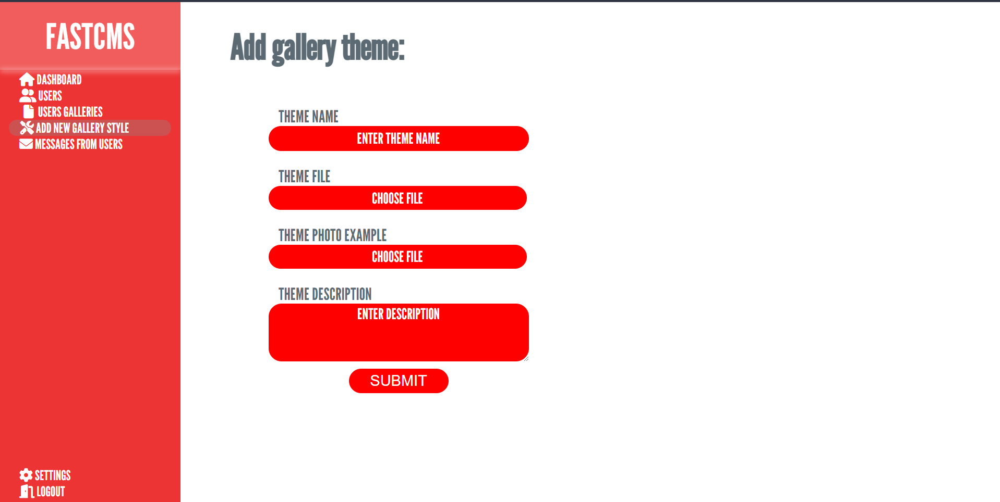 FASTCMS
DASHBOARD
USERS
USERS GALLERIES
ADD NEW GALLERY STYLE
MESSAGES FROM USERS
SETTINGS
LOGOUT
Add gallery theme:
THEME NAME
ENTER THEME NAME
THEME FILE
CHOOSE FILE
THEME PHOTO EXAMPLE
CHOOSE FILE
THEME DESCRIPTION
ENTER DESCRIPTION
SUBMIT